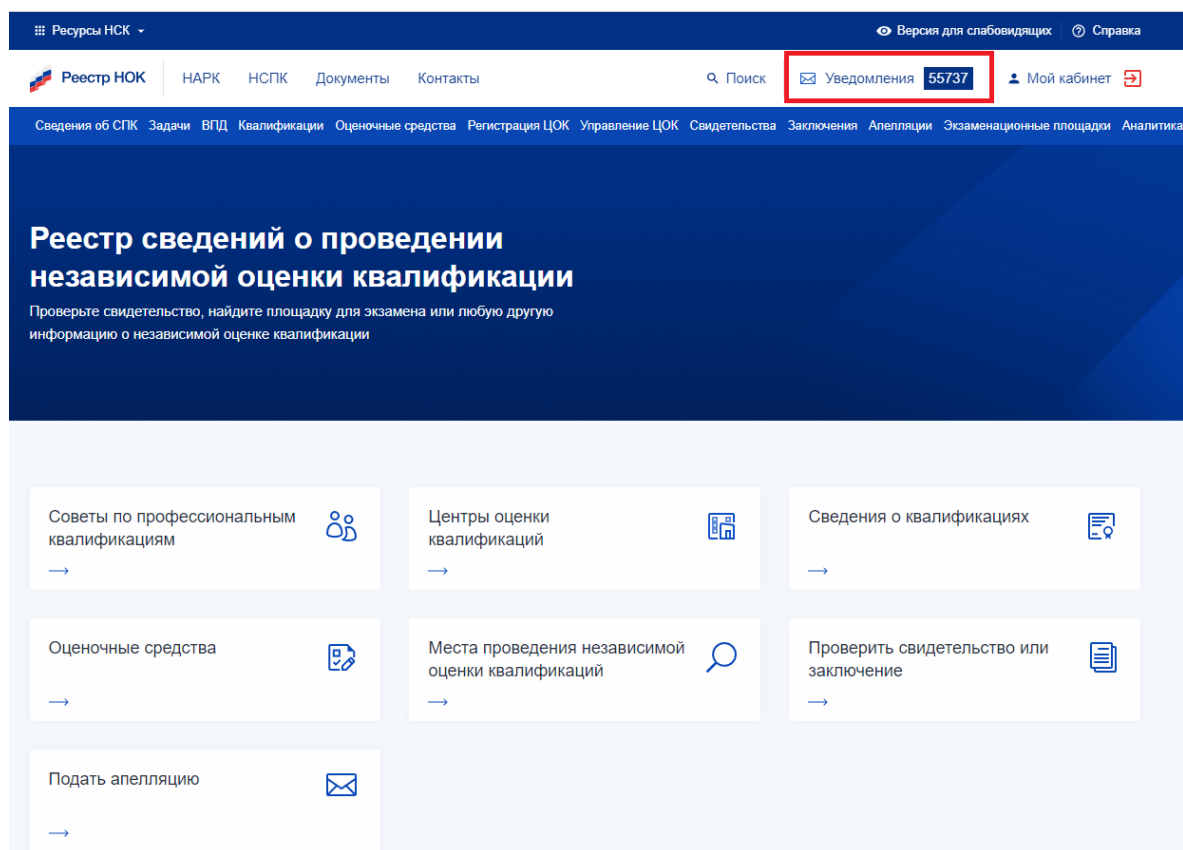 Ресурсы НСК
Версия для слабовидящих
Справка
Реестр НОК
НАРК
НСПК
Документы
Контакты
Поиск
Уведомления 55737
Мой кабинет
Сведения об СПК Задачи ВПД Квалификации Оценочные средства Регистрация ЦОК Управление ЦОК Свидетельства Заключения Апелляции Экзаменационные площадки Аналитика
Реестр сведений о проведении
независимой оценки квалификации
Проверьте свидетельство, найдите площадку для экзамена или любую другую
информацию о независимой оценке квалификации
Советы по профессиональным
квалификациям
Центры оценки
квалификаций
Сведения о квалификациях
Оценочные средства
Места проведения независимой
оценки квалификаций
Проверить свидетельство или
заключение
Подать апелляцию